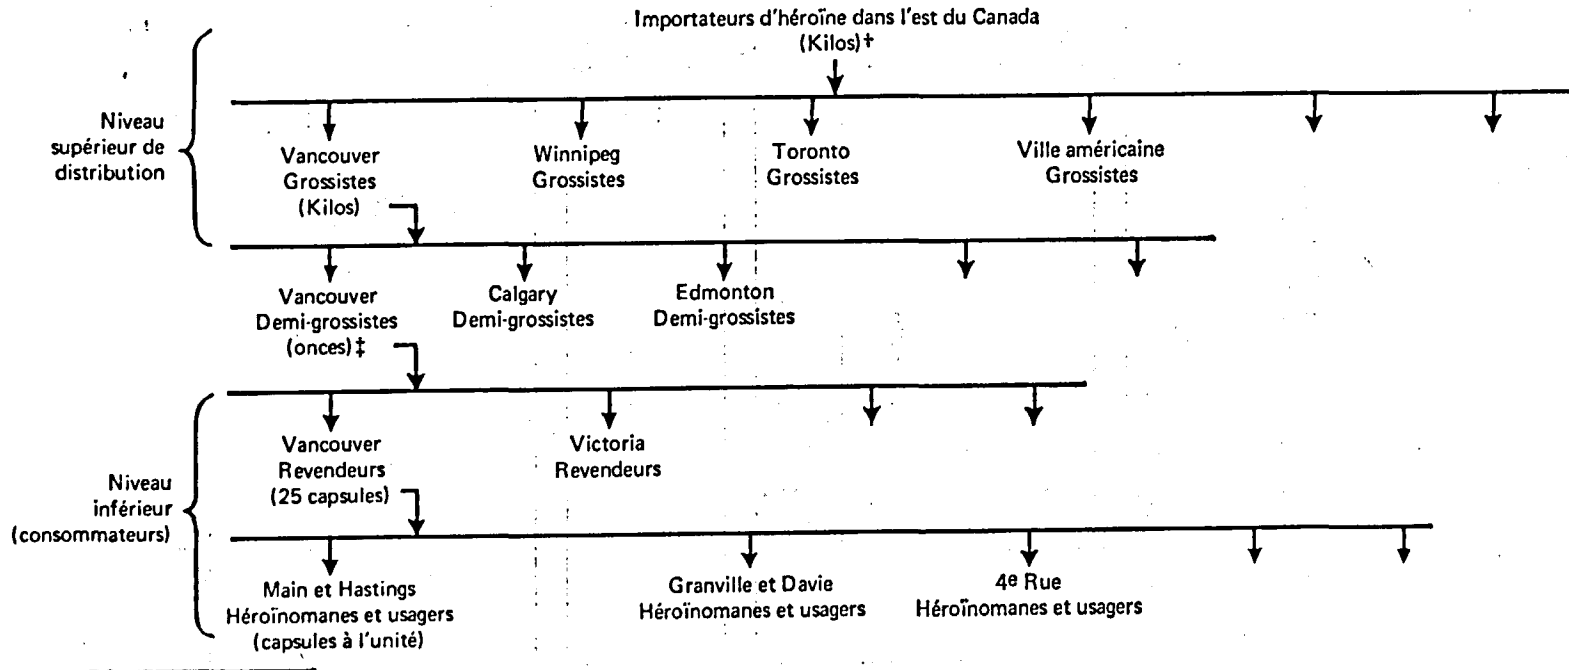 Importateurs d'héroïne dans l'est du Canada
(Kilos)†
Niveau
supérieur de
distribution
Vancouver
Grossistes
(Kilos)
Winnipeg
Grossistes
Toronto
Grossistes
Ville américaine
Grossistes
Vancouver
Demi-grossistes
(onces)‡
Calgary
Demi-grossistes
Edmonton
Demi-grossistes
Niveau
inférieur
(consommateurs)
Vancouver
Revendeurs
(25 capsules)
Victoria
Revendeurs
Main et Hastings
Héroïnomanes et usagers
(capsules à l'unité)
Granville et Davie
Héroïnomanes et usagers
4e Rue
Héroïnomanes et usagers